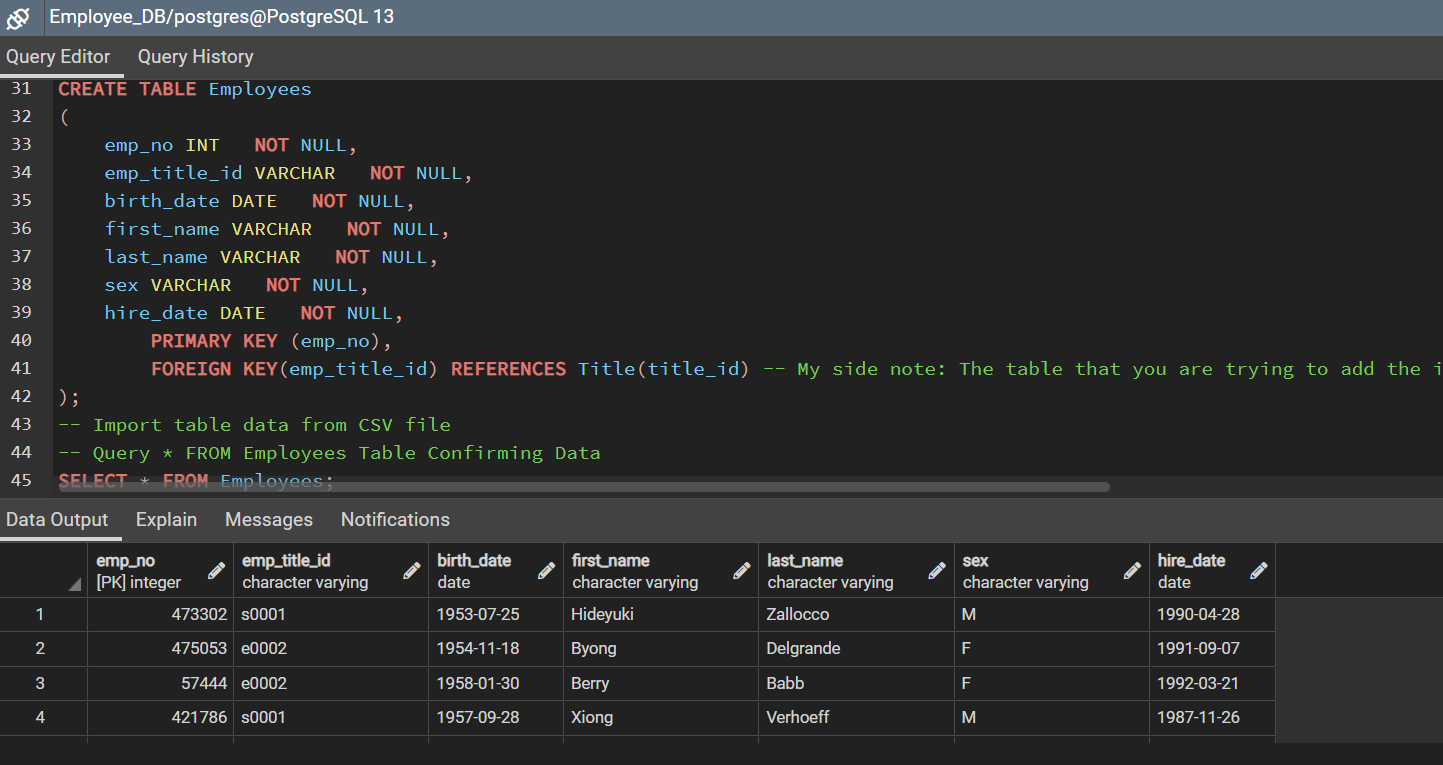 Employee_DB/postgres@PostgreSQL 13
Query Editor Query History
31 CREATE TABLE Employees
32 (
33 emp_no INT NOT NULL,
34 emp_title_id VARCHAR NOT NULL,
35 birth_date DATE NOT NULL,
36 first_name VARCHAR NOT NULL,
37 last_name VARCHAR NOT NULL,
38 sex VARCHAR NOT NULL,
39 hire_date DATE NOT NULL,
40 PRIMARY KEY (emp_no),
41 FOREIGN KEY(emp_title_id) REFERENCES Title(title_id) -- My side note: The table that you are trying to add the i
42 );
43 -- Import table data from CSV file
44 -- Query * FROM Employees Table Confirming Data
45 SELECT * FROM Employees;
Data Output Explain Messages Notifications
emp_no emp_title_id birth_date first_name last_name sex hire_date
[PK] integer character varying date character varying character varying character varying date
1 473302 s0001 1953-07-25 Hideyuki Zallocco M 1990-04-28
2 475053 e0002 1954-11-18 Byong Delgrande F 1991-09-07
3 57444 e0002 1958-01-30 Berry Babb F 1992-03-21
4 421786 s0001 1957-09-28 Xiong Verhoeff M 1987-11-26